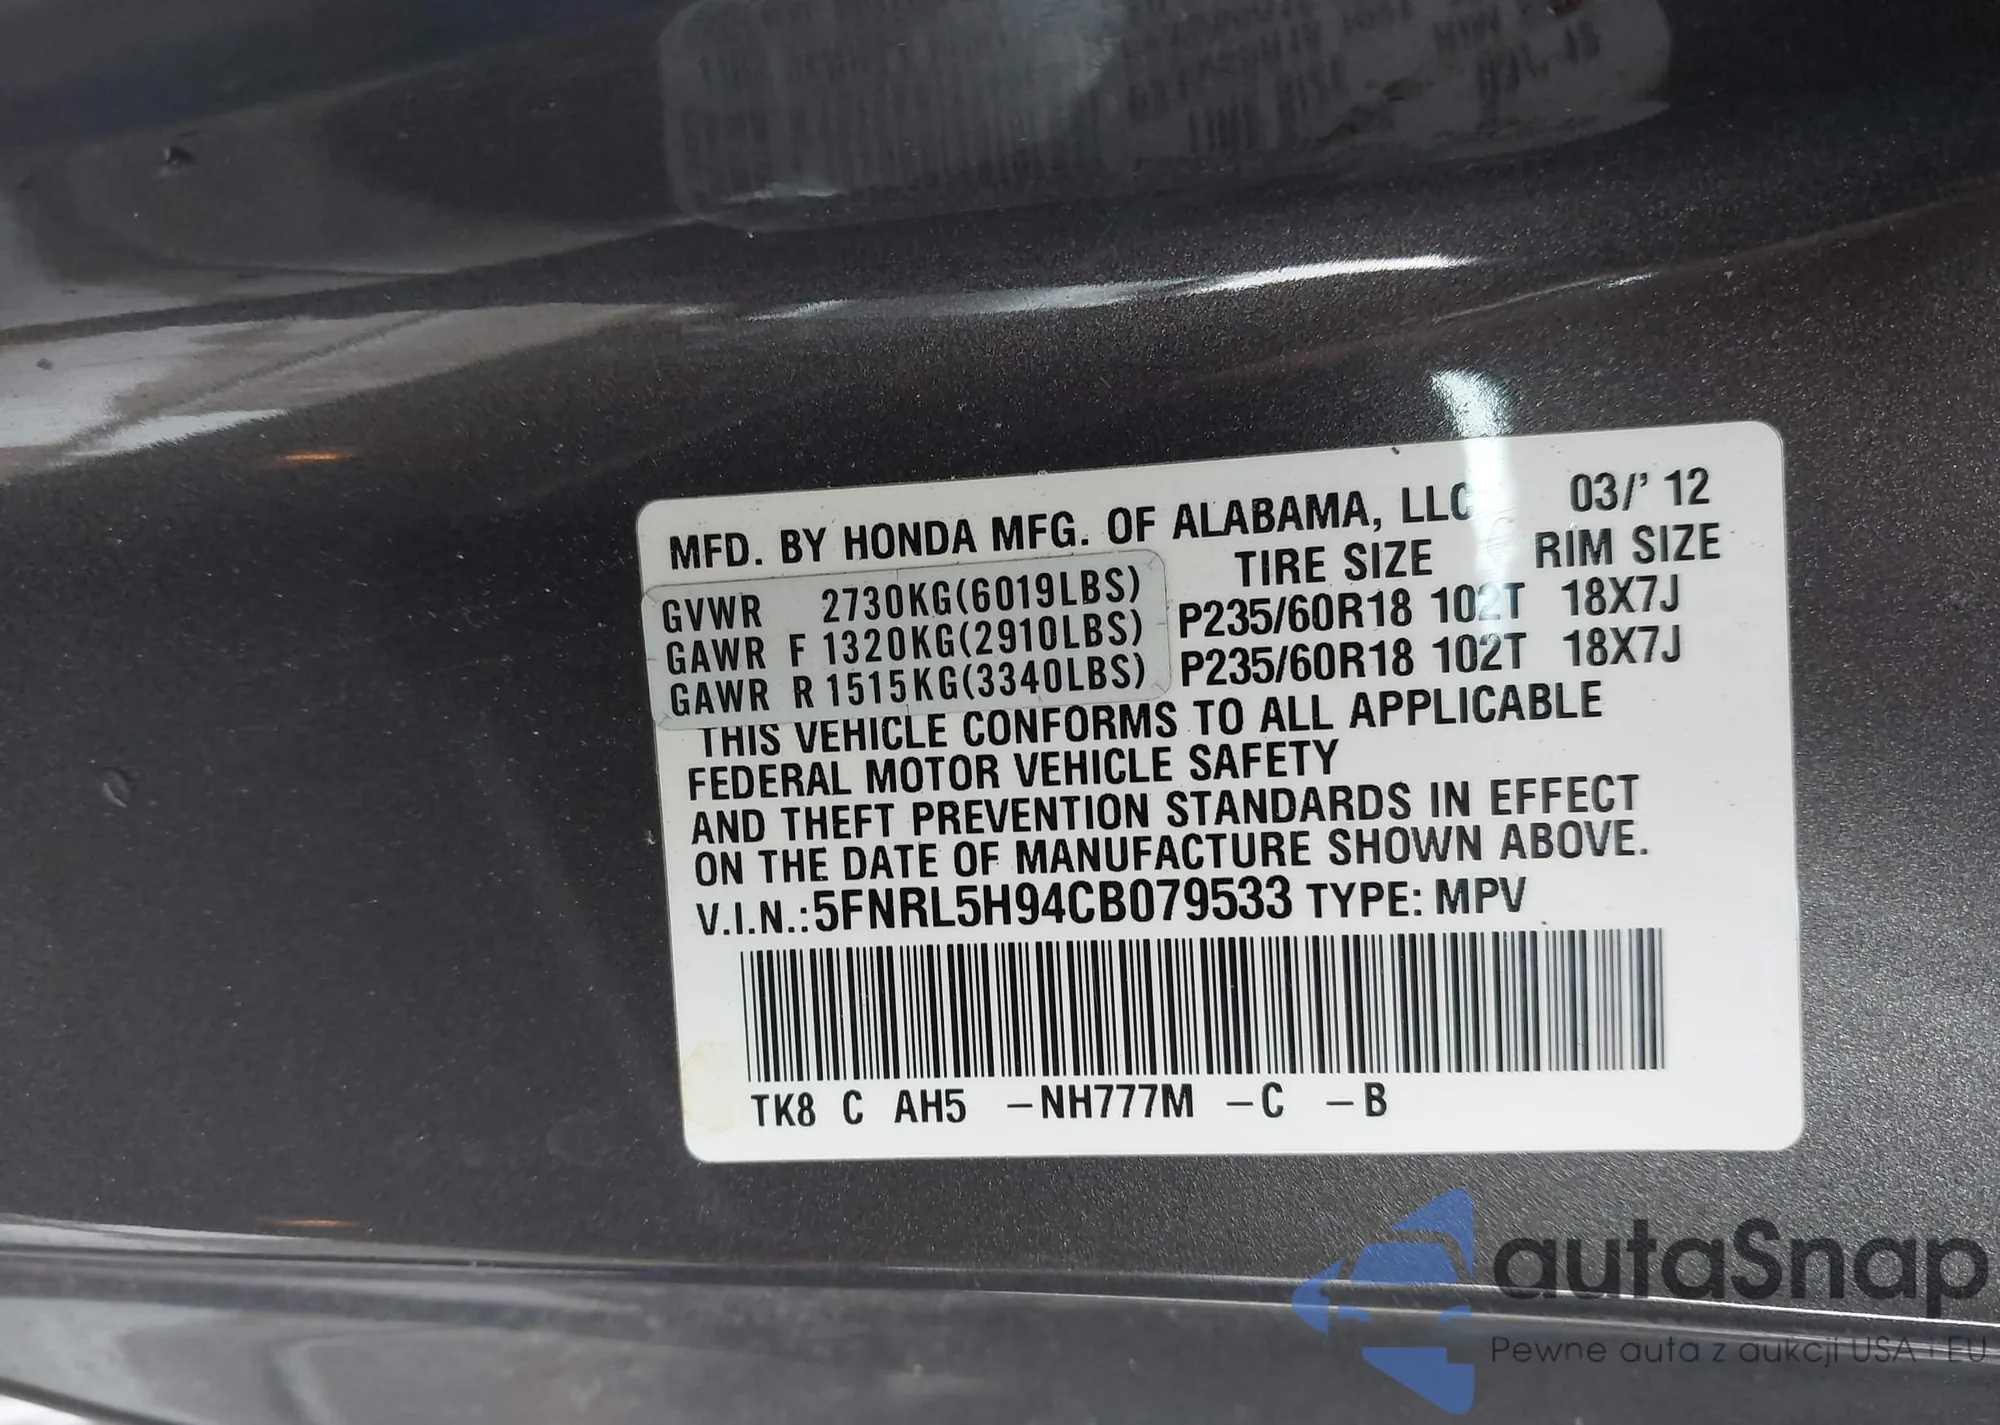 MFD. BY HONDA MFG. OF ALABAMA, LLC 03/' 12
TIRE SIZE RIM SIZE
GVWR 2730KG(6019LBS)
GAWR F 1320KG(2910LBS) P235/60R18 102T 18X7J
GAWR R 1515KG(3340LBS) P235/60R18 102T 18X7J
THIS VEHICLE CONFORMS TO ALL APPLICABLE
FEDERAL MOTOR VEHICLE SAFETY
AND THEFT PREVENTION STANDARDS IN EFFECT
ON THE DATE OF MANUFACTURE SHOWN ABOVE.
V.I.N.:5FNRL5H94CB079533 TYPE: MPV
TK8 C AH5 –NH777M –C –B
autaSnap
Pewne auta z aukcji USA i EU